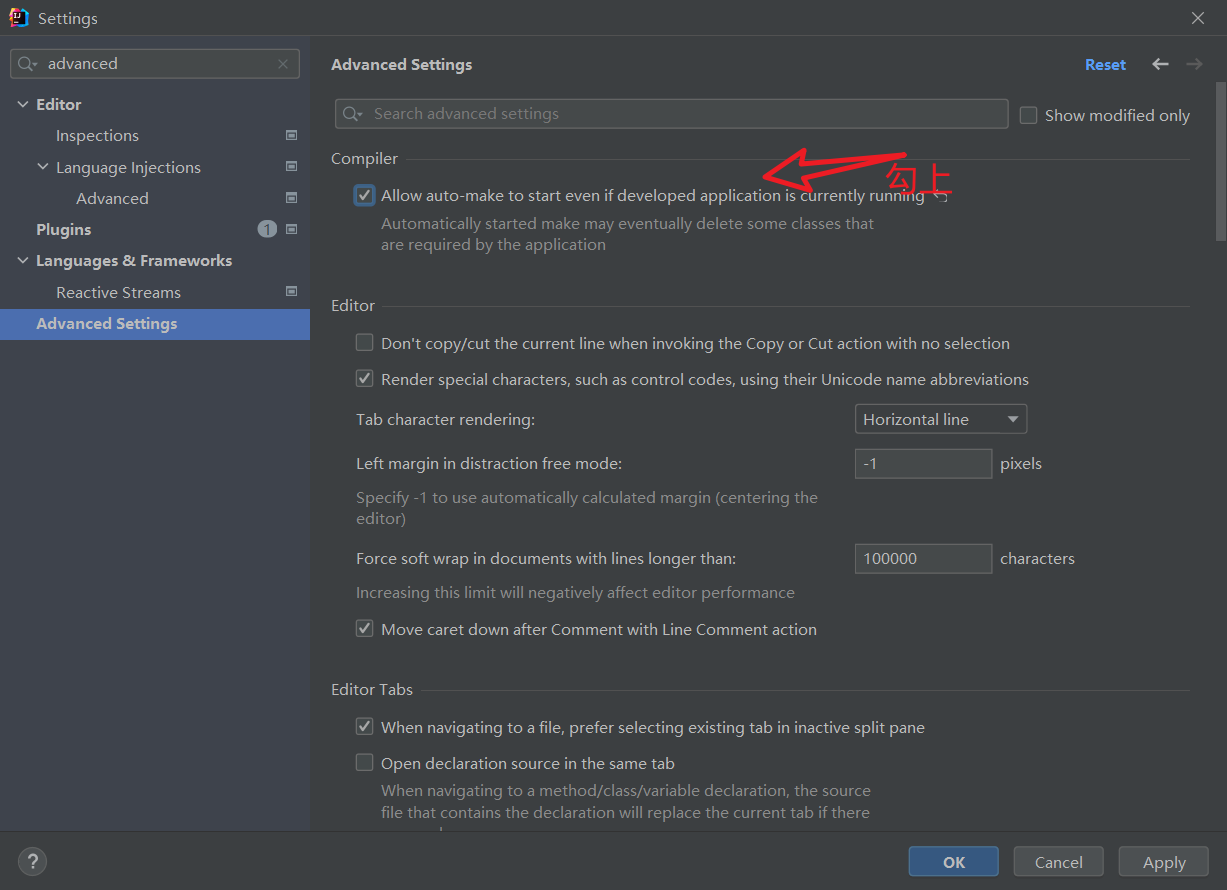 Settings
advanced
Advanced Settings
Reset
Search advanced settings
Show modified only
Editor
Inspections
Language Injections
Advanced
Plugins
1
Languages & Frameworks
Reactive Streams
Advanced Settings
Compiler
勾上
Allow auto-make to start even if developed application is currently running
Automatically started make may eventually delete some classes that
are required by the application
Editor
Don't copy/cut the current line when invoking the Copy or Cut action with no selection
Render special characters, such as control codes, using their Unicode name abbreviations
Tab character rendering:
Horizontal line
Left margin in distraction free mode:
-1
pixels
Specify -1 to use automatically calculated margin (centering the
editor)
Force soft wrap in documents with lines longer than:
100000
characters
Increasing this limit will negatively affect editor performance
Move caret down after Comment with Line Comment action
Editor Tabs
When navigating to a file, prefer selecting existing tab in inactive split pane
Open declaration source in the same tab
When navigating to a method/class/variable declaration, the source
file that contains the declaration will replace the current tab if there
?
OK
Cancel
Apply